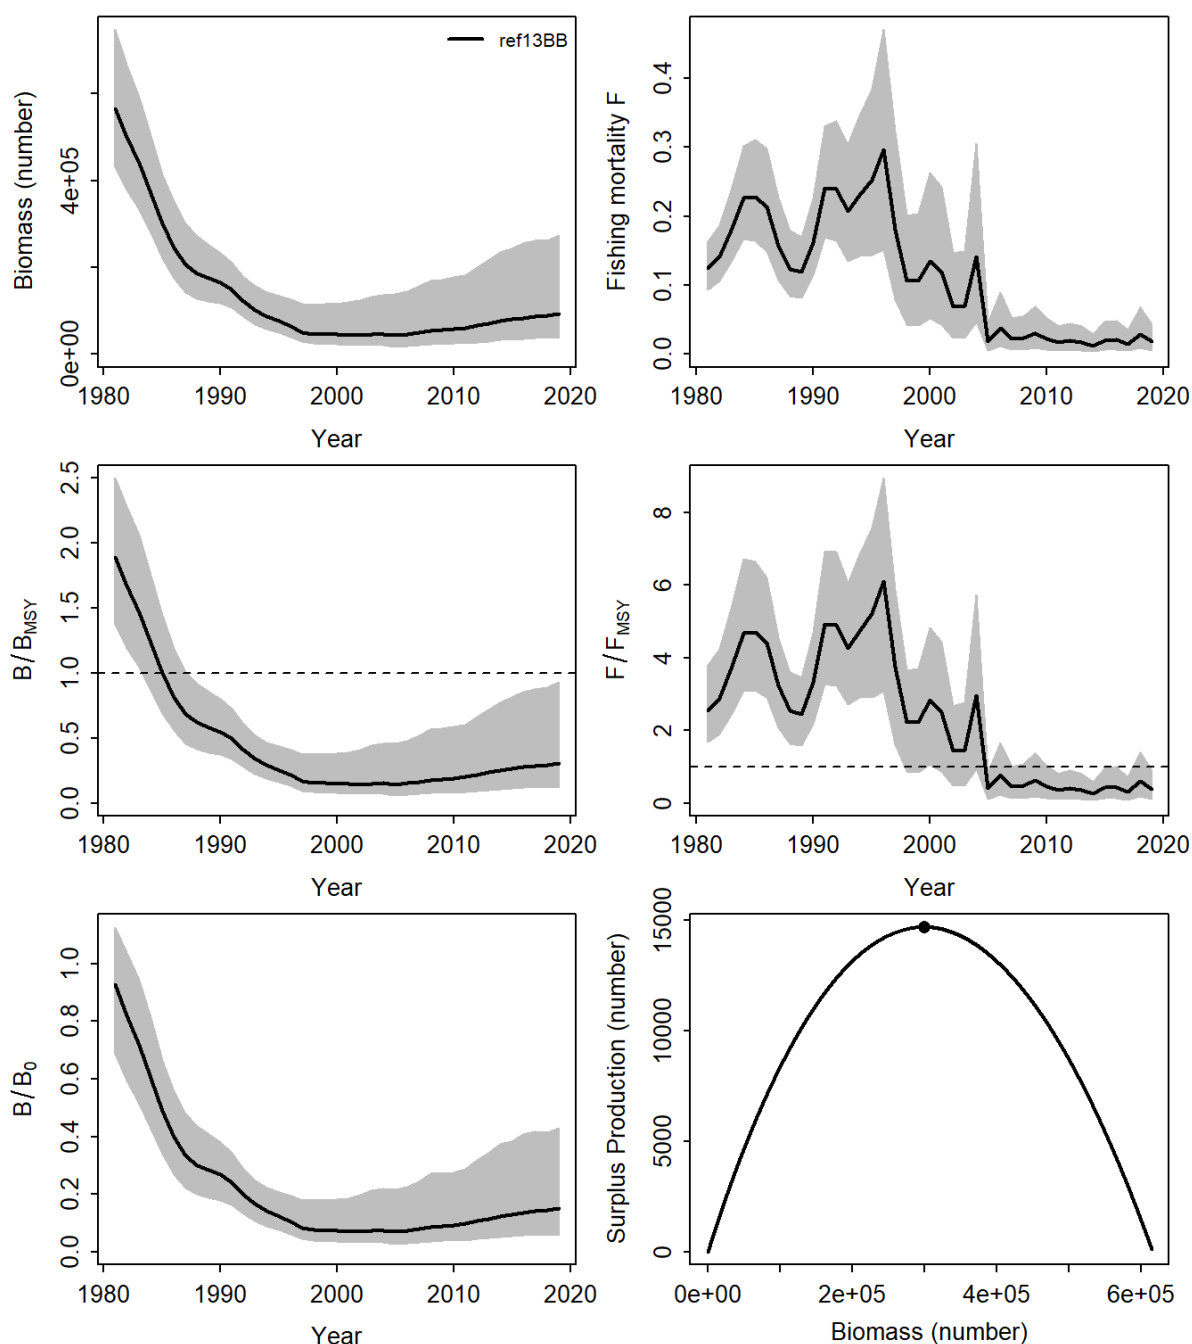 ref13BB
Biomass (number)
0e+00
4e+05
1980 1990 2000 2010 2020
Year
Fishing mortality F
0.0 0.1 0.2 0.3 0.4
1980 1990 2000 2010 2020
Year
B/B_MSY
0.0 0.5 1.0 1.5 2.0 2.5
1980 1990 2000 2010 2020
Year
F/F_MSY
0 2 4 6 8
1980 1990 2000 2010 2020
Year
B/B_0
0.0 0.2 0.4 0.6 0.8 1.0
1980 1990 2000 2010 2020
Year
Surplus Production (number)
0 5000 10000 15000
0e+00 2e+05 4e+05 6e+05
Biomass (number)